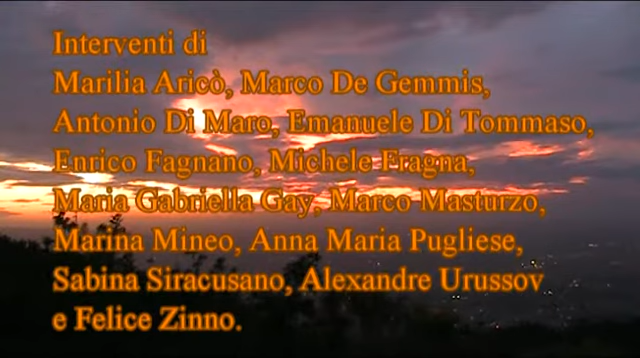 Interventi di
Marilia Aricò, Marco De Gemmis,
Antonio Di Maro, Emanuele Di Tommaso,
Enrico Fagnano, Michele Fragna,
Maria Gabriella Gay, Marco Masturzo,
Marina Mineo, Anna Maria Pugliese,
Sabina Siracusano, Alexandre Urussov
e Felice Zinno.